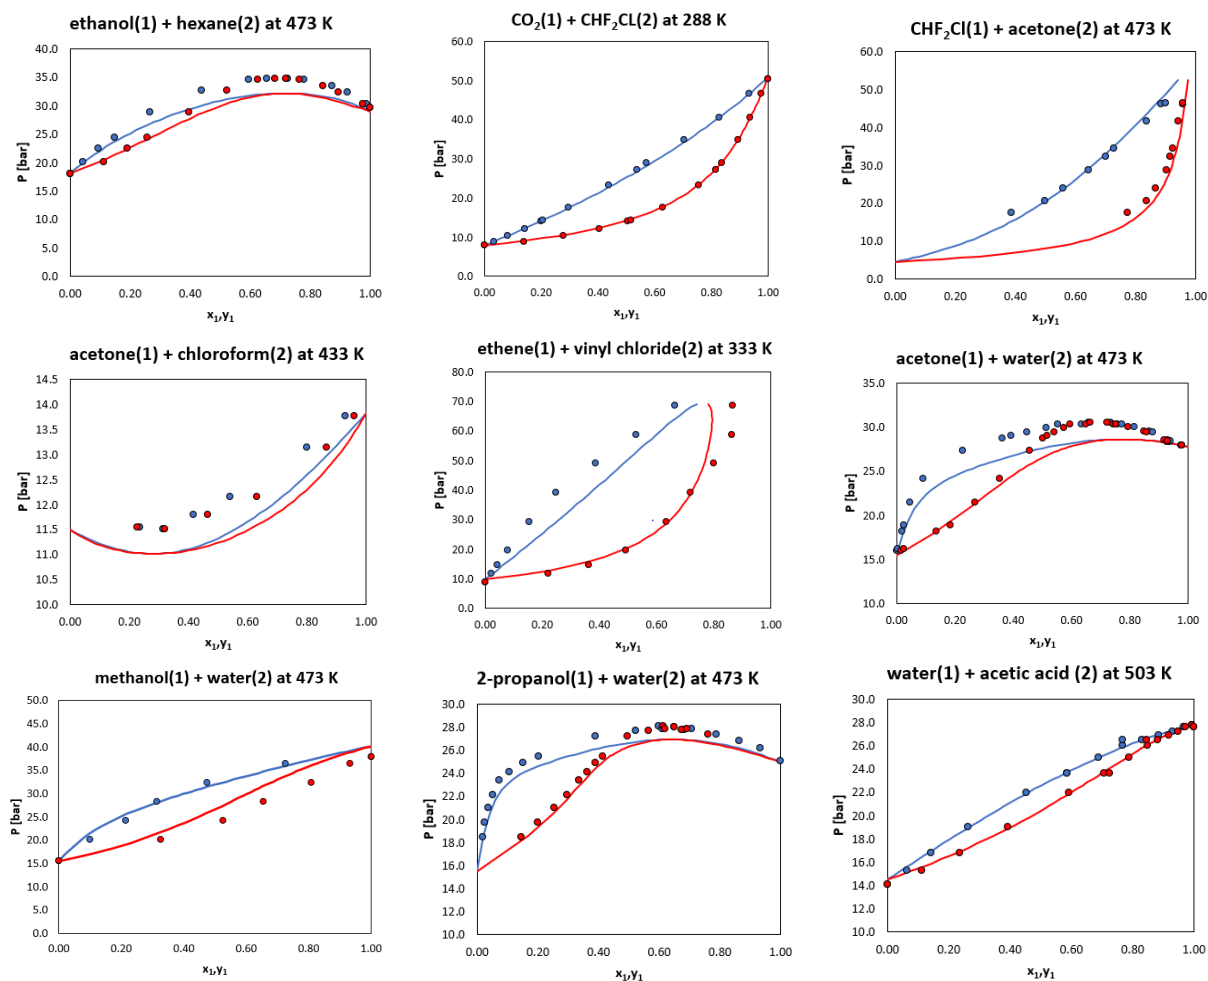 ethanol(1) + hexane(2) at 473 K
40.0
35.0
30.0
25.0
20.0
15.0
10.0
5.0
0.0
P [bar]
0.00 0.20 0.40 0.60 0.80 1.00
x₁,y₁
CO₂(1) + CHF₂CL(2) at 288 K
60.0
50.0
40.0
30.0
20.0
10.0
0.0
P [bar]
0.00 0.20 0.40 0.60 0.80 1.00
x₁,y₁
CHF₂Cl(1) + acetone(2) at 473 K
60.0
50.0
40.0
30.0
20.0
10.0
0.0
P [bar]
0.00 0.20 0.40 0.60 0.80 1.00
x₁,y₁
acetone(1) + chloroform(2) at 433 K
14.5
14.0
13.5
13.0
12.5
12.0
11.5
11.0
10.5
10.0
P [bar]
0.00 0.20 0.40 0.60 0.80 1.00
x₁,y₁
ethene(1) + vinyl chloride(2) at 333 K
80.0
70.0
60.0
50.0
40.0
30.0
20.0
10.0
0.0
P [bar]
0.00 0.20 0.40 0.60 0.80 1.00
x₁,y₁
acetone(1) + water(2) at 473 K
35.0
30.0
25.0
20.0
15.0
10.0
P [bar]
0.00 0.20 0.40 0.60 0.80 1.00
x₁,y₁
methanol(1) + water(2) at 473 K
50.0
45.0
40.0
35.0
30.0
25.0
20.0
15.0
10.0
5.0
0.0
P [bar]
0.00 0.20 0.40 0.60 0.80 1.00
x₁,y₁
2-propanol(1) + water(2) at 473 K
30.0
28.0
26.0
24.0
22.0
20.0
18.0
16.0
14.0
12.0
10.0
P [bar]
0.00 0.20 0.40 0.60 0.80 1.00
x₁,y₁
water(1) + acetic acid (2) at 503 K
30.0
28.0
26.0
24.0
22.0
20.0
18.0
16.0
14.0
12.0
10.0
P [bar]
0.00 0.20 0.40 0.60 0.80 1.00
x₁,y₁